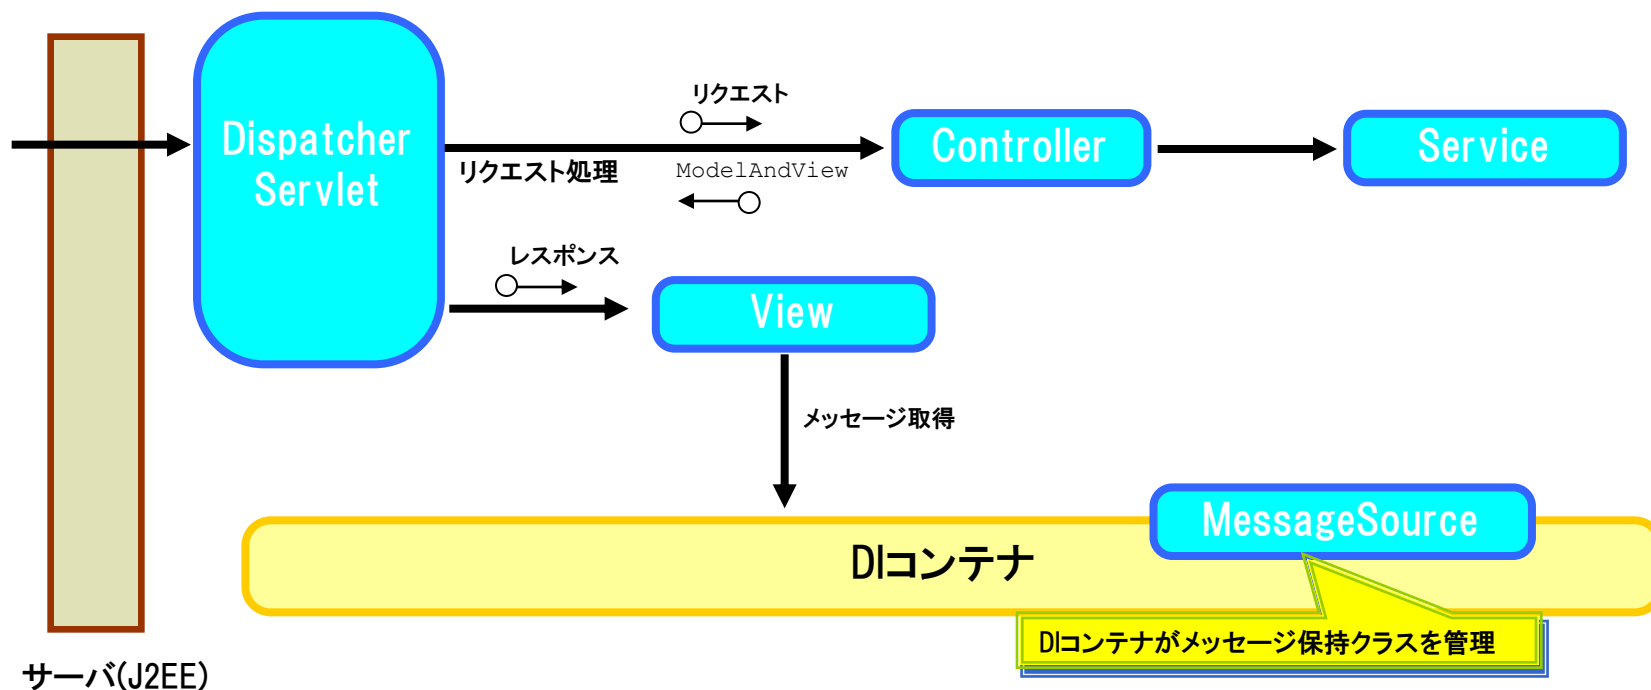 リクエスト
Dispatcher
Servlet
Controller
Service
リクエスト処理
ModelAndView
レスポンス
View
メッセージ取得
MessageSource
DIコンテナ
DIコンテナがメッセージ保持クラスを管理
サーバ(J2EE)